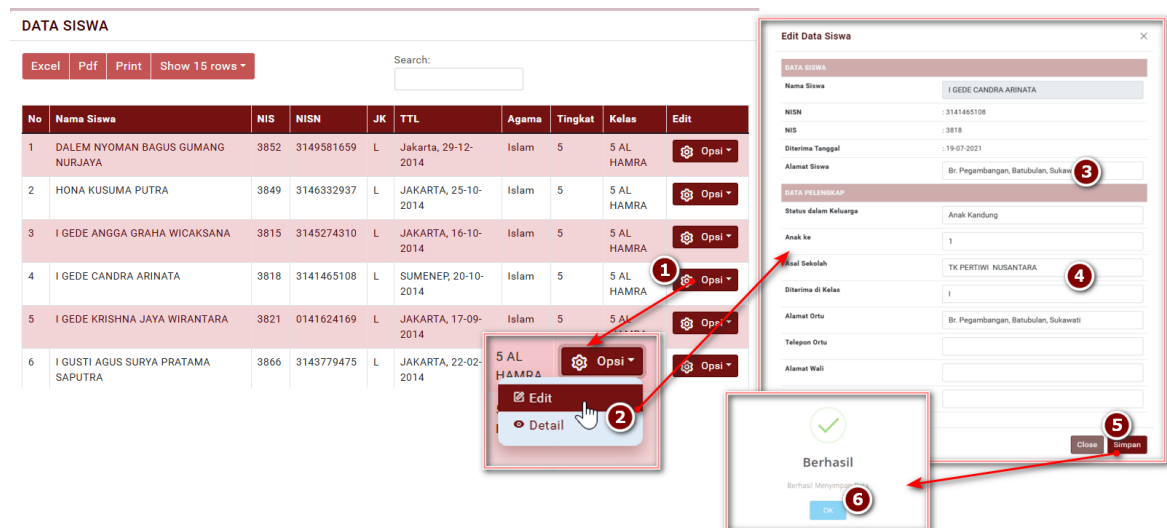 DATA SISWA
Excel Pdf Print Show 15 rows
Search:
No Nama Siswa NIS NISN JK TTL Agama Tingkat Kelas Edit
1 DALEM NYOMAN BAGUS GUMANG 3852 3149581659 L Jakarta, 29-12- Islam 5 5 AL Opsi
NURJAYA 2014 HAMRA
2 HONA KUSUMA PUTRA 3849 3146332937 L JAKARTA, 25-10- Islam 5 5 AL Opsi
2014 HAMRA
3 I GEDE ANGGA GRAHA WICAKSANA 3815 3145274310 L JAKARTA, 16-10- Islam 5 5 AL Opsi
2014 HAMRA
4 I GEDE CANDRA ARINATA 3818 3141465108 L SUMENEP, 20-10- Islam 5 5 AL Opsi
2014 HAMRA
1
5 I GEDE KRISHNA JAYA WIRANTARA 3821 0141624169 L JAKARTA, 17-09- Islam 5 5 AL Opsi
2014
6 I GUSTI AGUS SURYA PRATAMA 3866 3143779475 L JAKARTA, 22-02- Opsi
SAPUTRA 2014
5 AL Opsi
HAMRA
Edit
Detail
2
Edit Data Siswa
DATA SISWA
Nama Siswa I GEDE CANDRA ARINATA
NISN : 3141465108
NIS : 3818
Diterima Tanggal : 19-07-2021
Alamat Siswa Br. Pegambangan, Batubulan,
3
DATA PELENGKAP
Status dalam Keluarga Anak Kandung
Anak ke 1
Asal Sekolah TK PERTIWI NUSANTARA
4
Diterima di Kelas I
Alamat Ortu Br. Pegambangan, Batubulan, Sukawati
Telepon Ortu
Alamat Wali
5
Close Simpan
Berhasil
Berhasil Menyimpan
OK
6